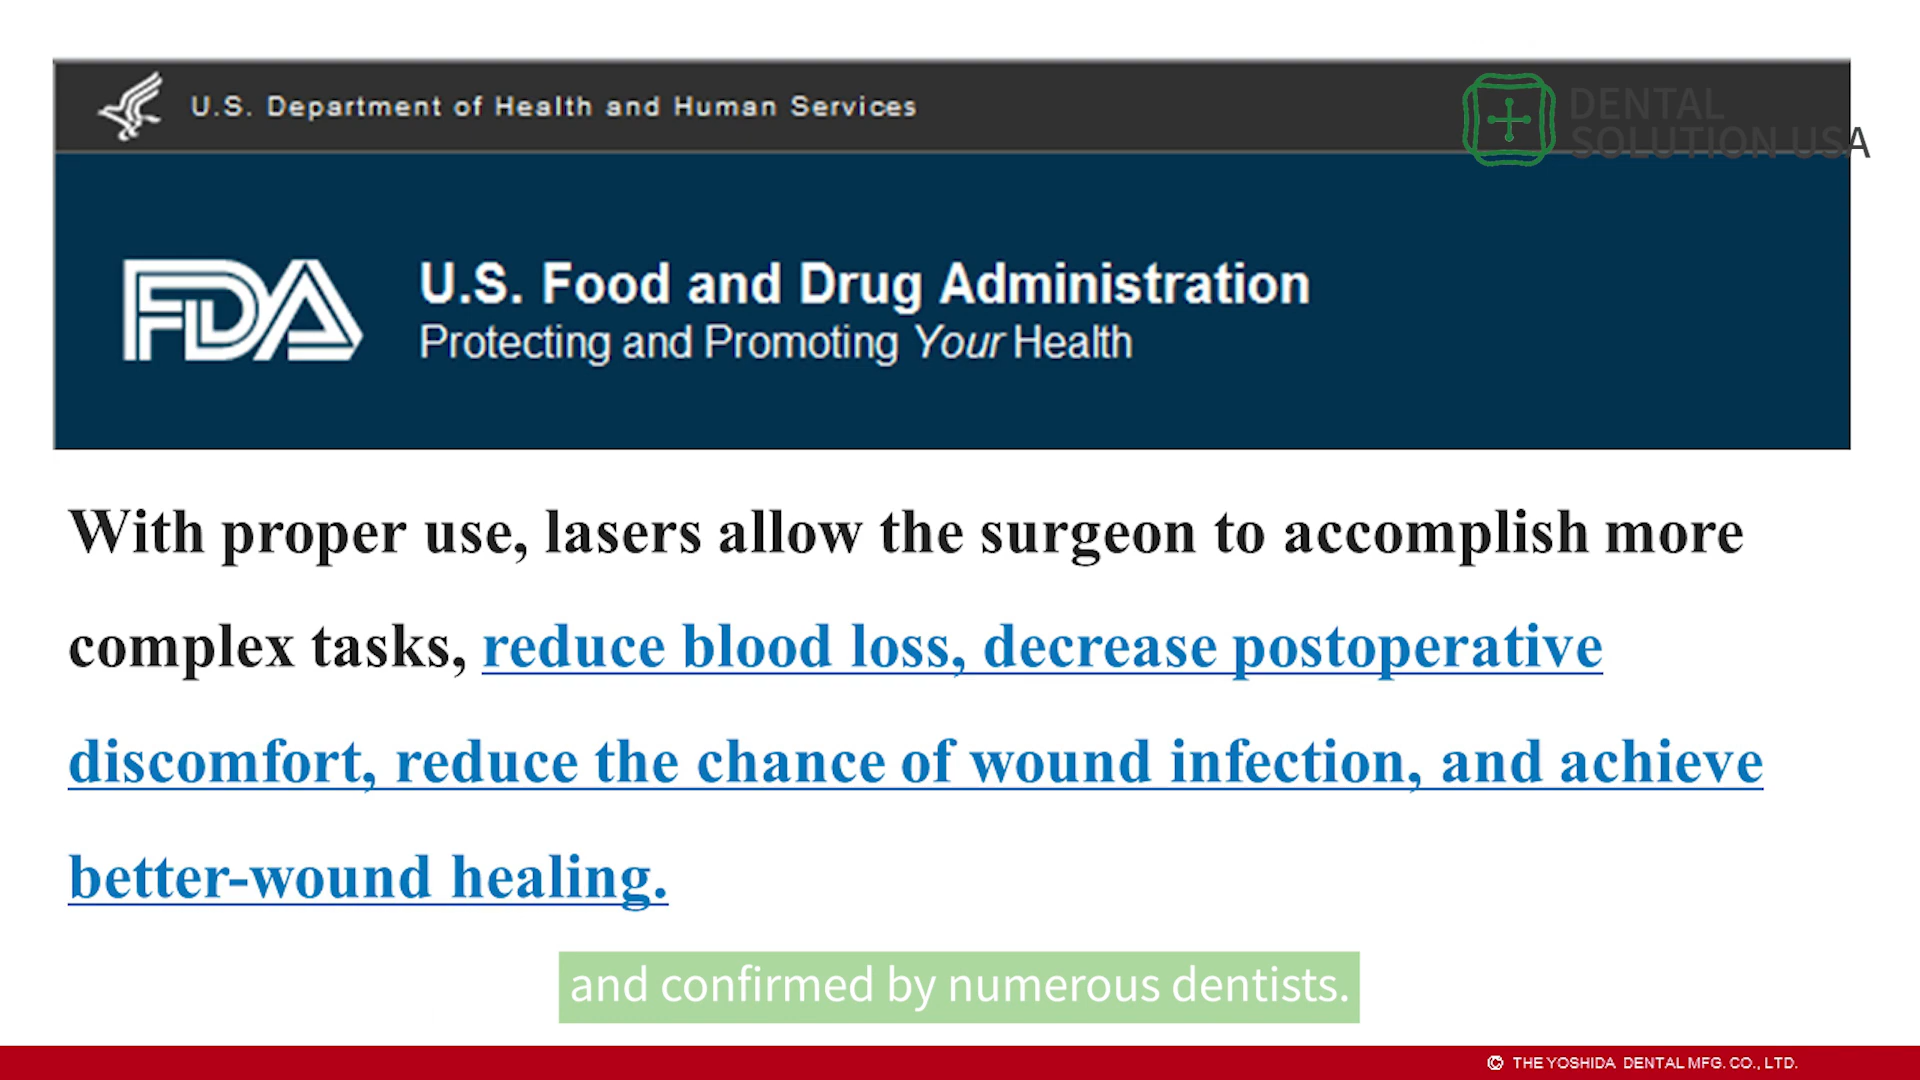 U.S. Department of Health and Human Services
DENTAL
SOLUTION USA
FDA
U.S. Food and Drug Administration
Protecting and Promoting Your Health
With proper use, lasers allow the surgeon to accomplish more
complex tasks, reduce blood loss, decrease postoperative
discomfort, reduce the chance of wound infection, and achieve
better-wound healing.
and confirmed by numerous dentists.
© THE YOSHIDA DENTAL MFG. CO., LTD.